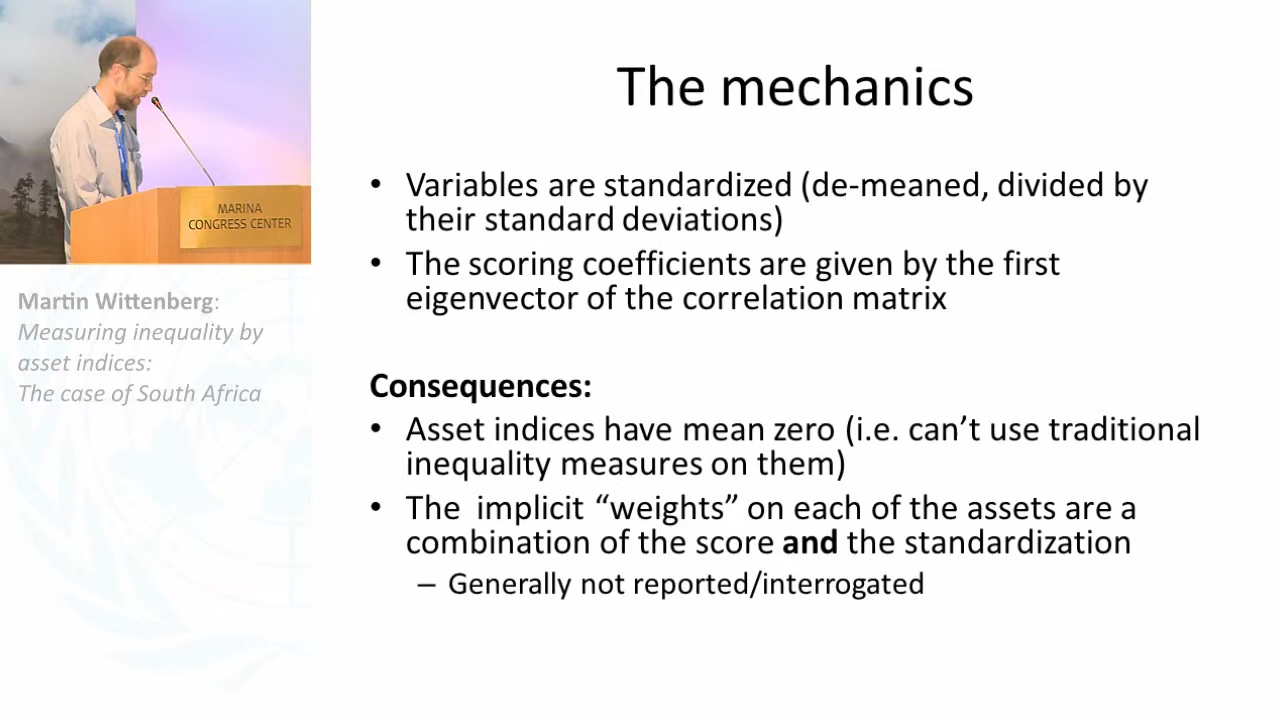 MARINA
CONGRESS CENTER
Martin Wittenberg:
Measuring inequality by
asset indices:
The case of South Africa
The mechanics
• Variables are standardized (de-meaned, divided by
their standard deviations)
• The scoring coefficients are given by the first
eigenvector of the correlation matrix
Consequences:
• Asset indices have mean zero (i.e. can’t use traditional
inequality measures on them)
• The implicit “weights” on each of the assets are a
combination of the score and the standardization
– Generally not reported/interrogated